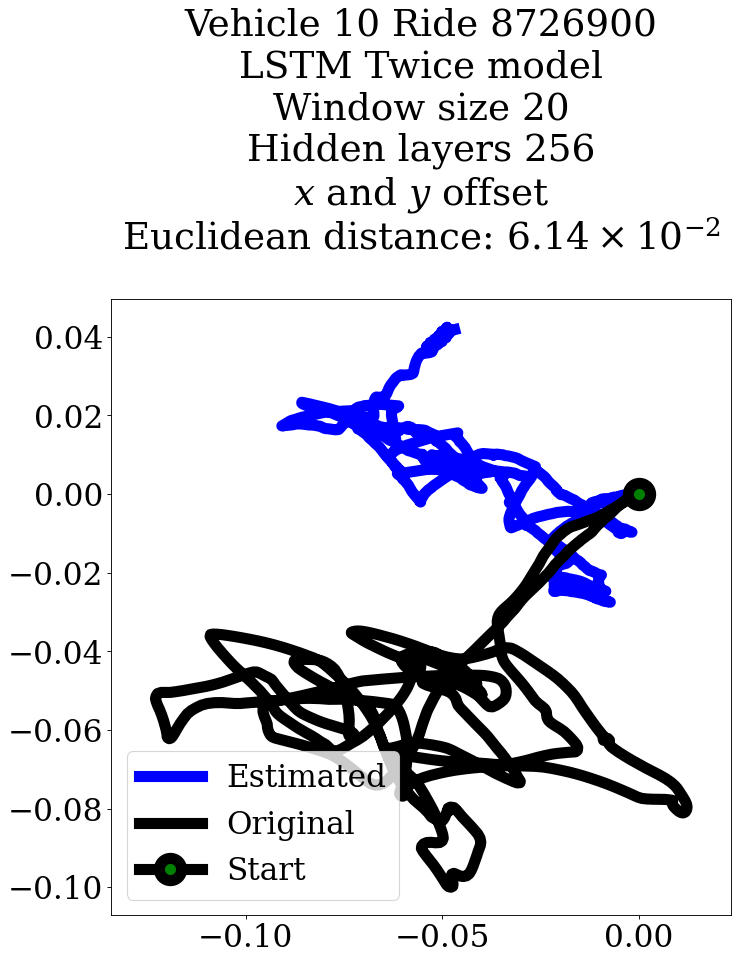 Vehicle 10 Ride 8726900
LSTM Twice model
Window size 20
Hidden layers 256
x and y offset
Euclidean distance: 6.14 × 10⁻²
0.04
0.02
0.00
−0.02
−0.04
−0.06
−0.08
−0.10
Estimated
Original
Start
−0.10 −0.05 0.00